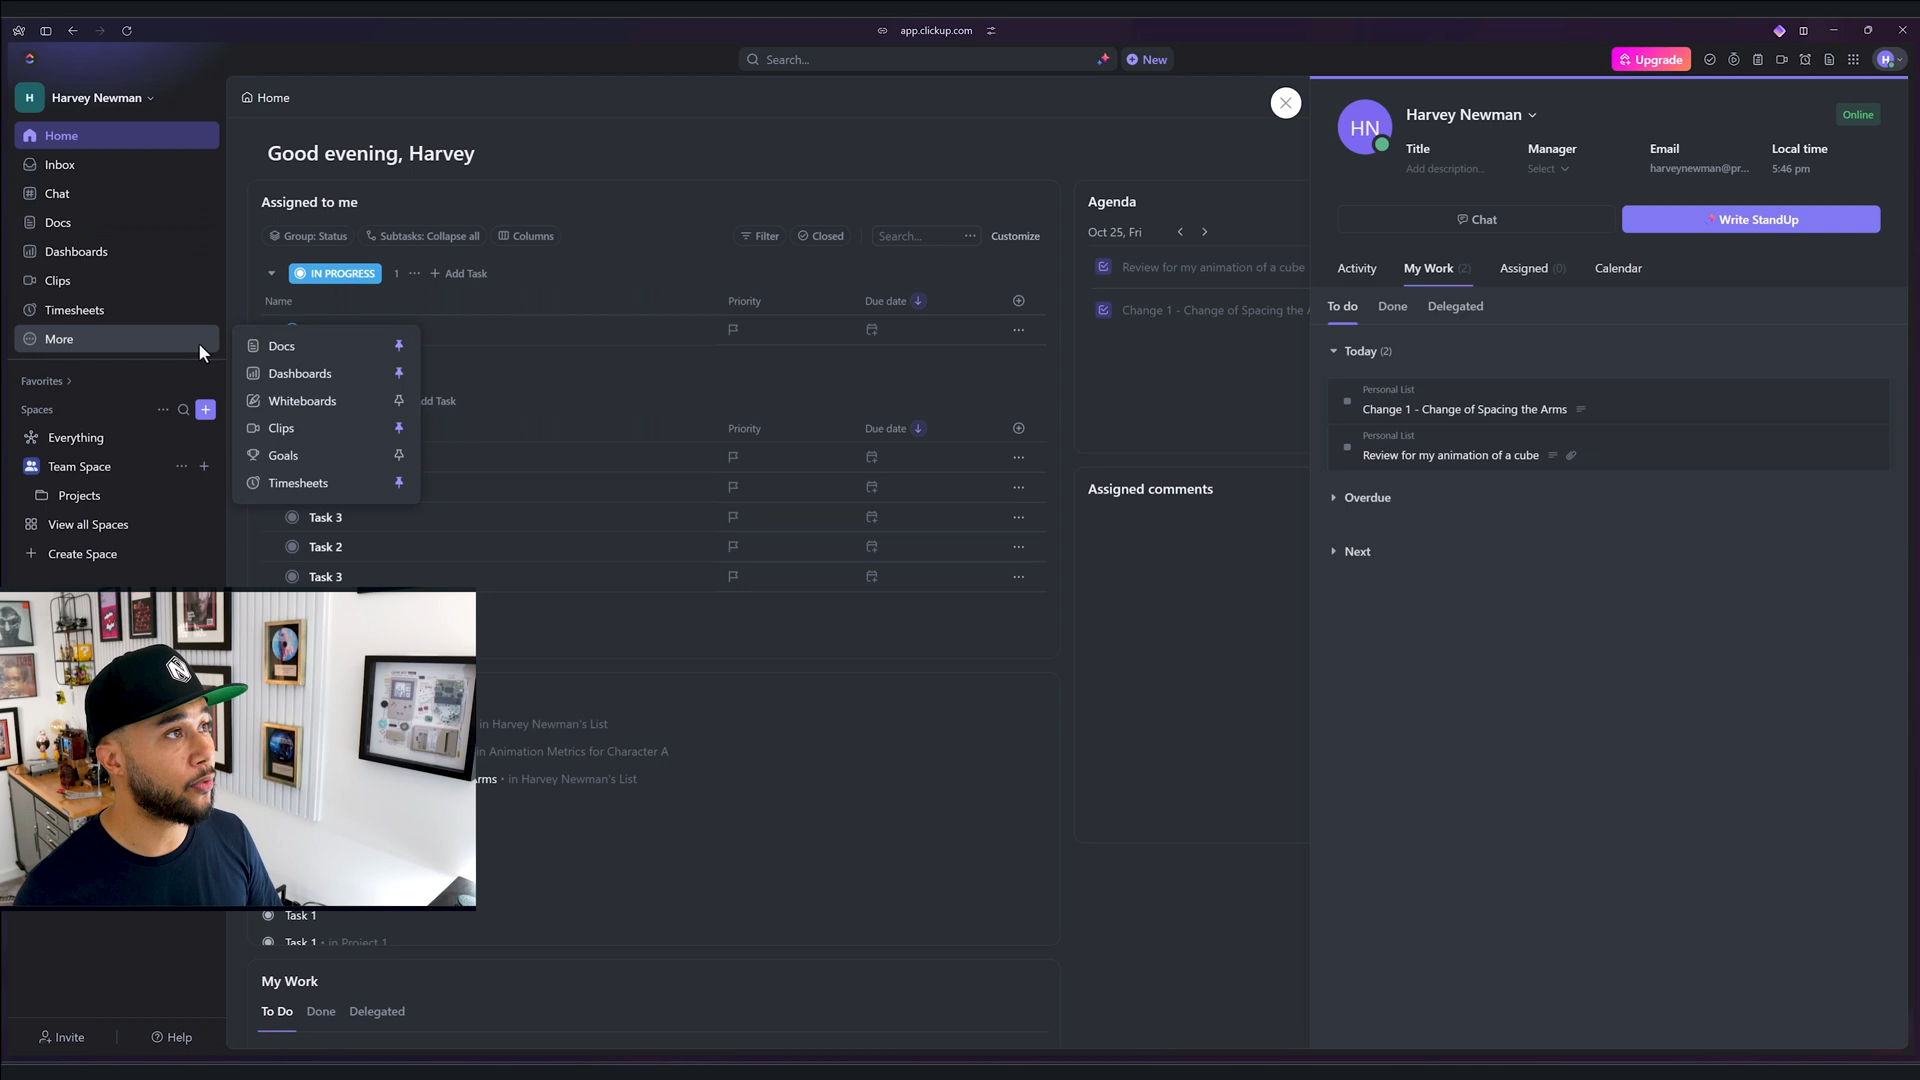 app.clickup.com
Search...
New
Upgrade
H
H
Harvey Newman
Home
Inbox
Chat
Docs
Dashboards
Clips
Timesheets
More
Favorites
Spaces
Everything
Team Space
Projects
View all Spaces
Create Space
Invite
Help
Docs
Dashboards
Whiteboards
Clips
Goals
Timesheets
Home
Good evening, Harvey
Assigned to me
Group: Status
Subtasks: Collapse all
Columns
Filter
Closed
Search...
Customize
IN PROGRESS
1
Add Task
Name
Priority
Due date
dd Task
Priority
Due date
Task 3
Task 2
Task 3
in Harvey Newman's List
in Animation Metrics for Character A
rms • in Harvey Newman's List
Task 1
Task 1 • in Project 1
My Work
To Do
Done
Delegated
Agenda
Oct 25, Fri
Review for my animation of a cube
Change 1 - Change of Spacing the A
Assigned comments
HN
Harvey Newman
Online
Title
Manager
Email
Local time
Add description...
Select
harveynewman@pr...
5:46 pm
Chat
Write StandUp
Activity
My Work (2)
Assigned (0)
Calendar
To do
Done
Delegated
Today (2)
Personal List
Change 1 - Change of Spacing the Arms
Personal List
Review for my animation of a cube
Overdue
Next